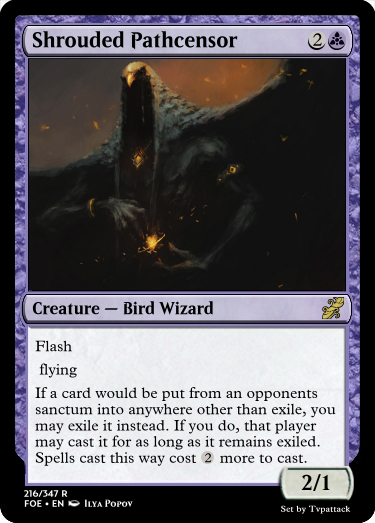 Shrouded Pathcensor 2
Creature — Bird Wizard
Flash
flying
If a card would be put from an opponents
sanctum into anywhere other than exile, you
may exile it instead. If you do, that player
may cast it for as long as it remains exiled.
Spells cast this way cost 2 more to cast.
2/1
216/347 R
FOE • EN Ilya Popov
Set by Tvpattack